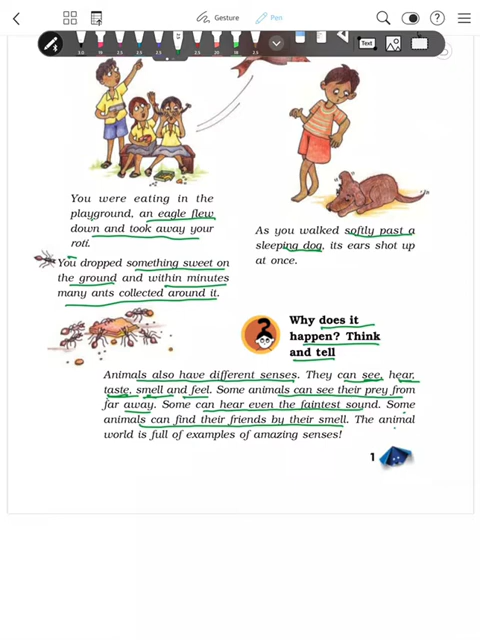 Gesture
Pen
Text
You were eating in the
playground, an eagle flew
down and took away your
roti.
You dropped something sweet on
the ground and within minutes
many ants collected around it.
As you walked softly past a
sleeping dog, its ears shot up
at once.
Why does it
happen? Think
and tell
Animals also have different senses. They can see, hear,
taste, smell and feel. Some animals can see their prey from
far away. Some can hear even the faintest sound. Some
animals can find their friends by their smell. The animal
world is full of examples of amazing senses!
1